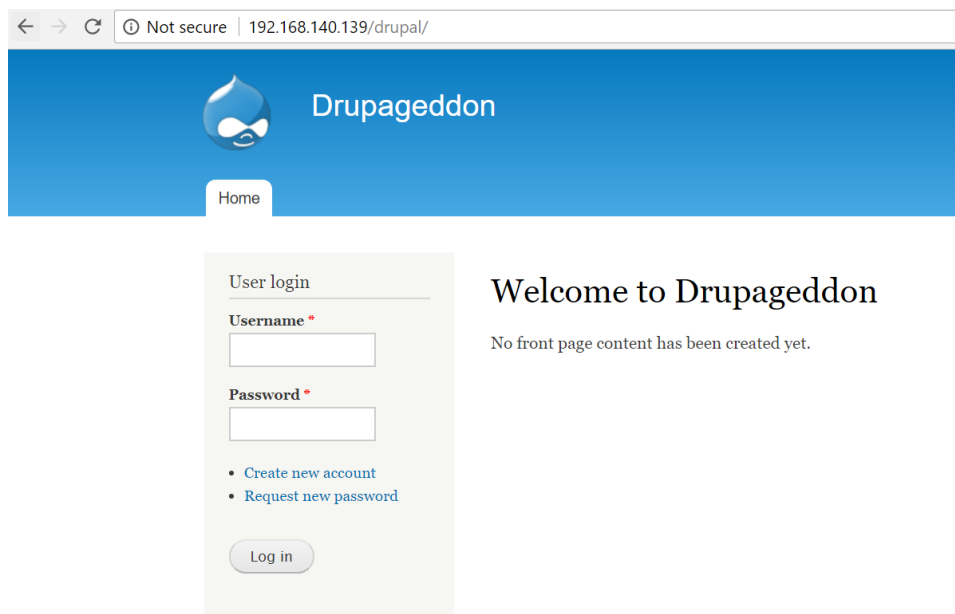 Not secure 192.168.140.139/drupal/
Drupageddon
Home
User login
Username *
Password *
Create new account
Request new password
Log in
Welcome to Drupageddon
No front page content has been created yet.